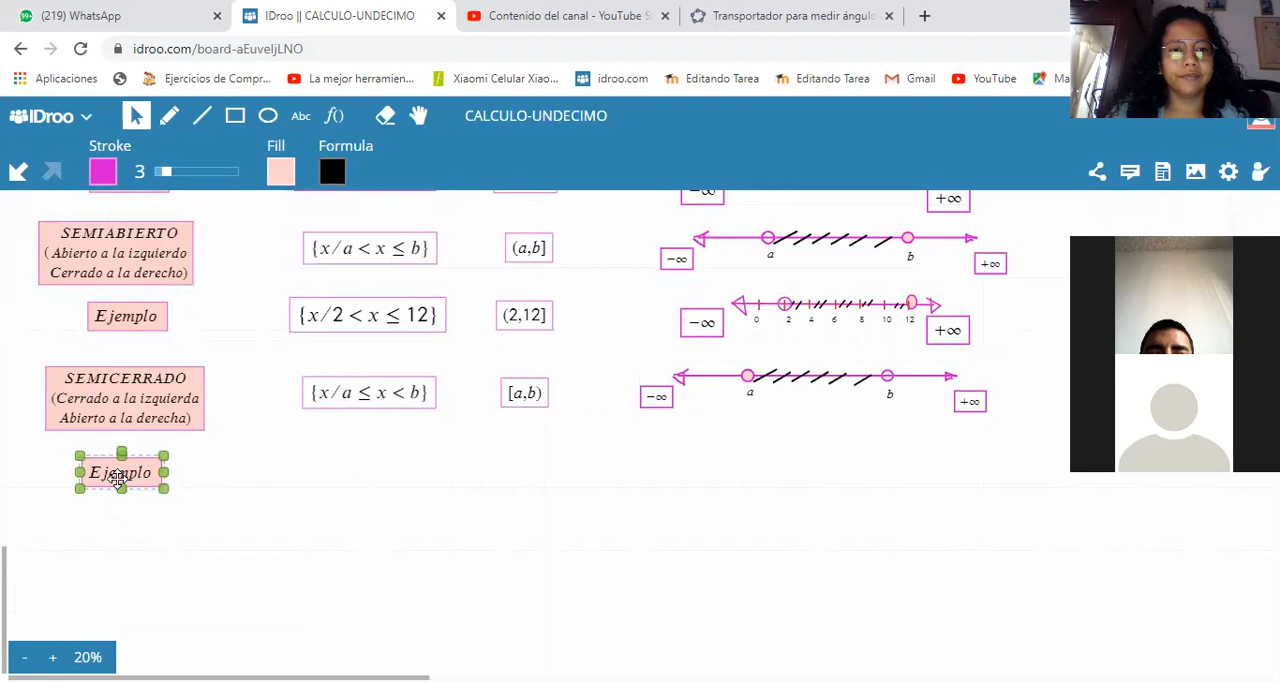 (219) WhatsApp
IDroo || CALCULO-UNDECIMO
Contenido del canal - YouTube S
Transportador para medir ángulo
idroo.com/board-aEuveIjLNO
Aplicaciones
Ejercicios de Compr...
La mejor herramien...
Xiaomi Celular Xiao...
idroo.com
Editando Tarea
Editando Tarea
Gmail
YouTube
Ma
IDroo
Abc
f()
CALCULO-UNDECIMO
Stroke
Fill
Formula
3
−∞
+∞
SEMIABIERTO
(Abierto a la izquierdo
Cerrado a la derecho)
{x/a < x ≤ b}
(a,b]
a
b
−∞
+∞
Ejemplo
{x/2 < x ≤ 12}
(2,12]
0 2 4 6 8 10 12
−∞
+∞
SEMICERRADO
(Cerrado a la izquierda
Abierto a la derecha)
{x/a ≤ x < b}
[a,b)
a
b
−∞
+∞
Ejemplo
- + 20%